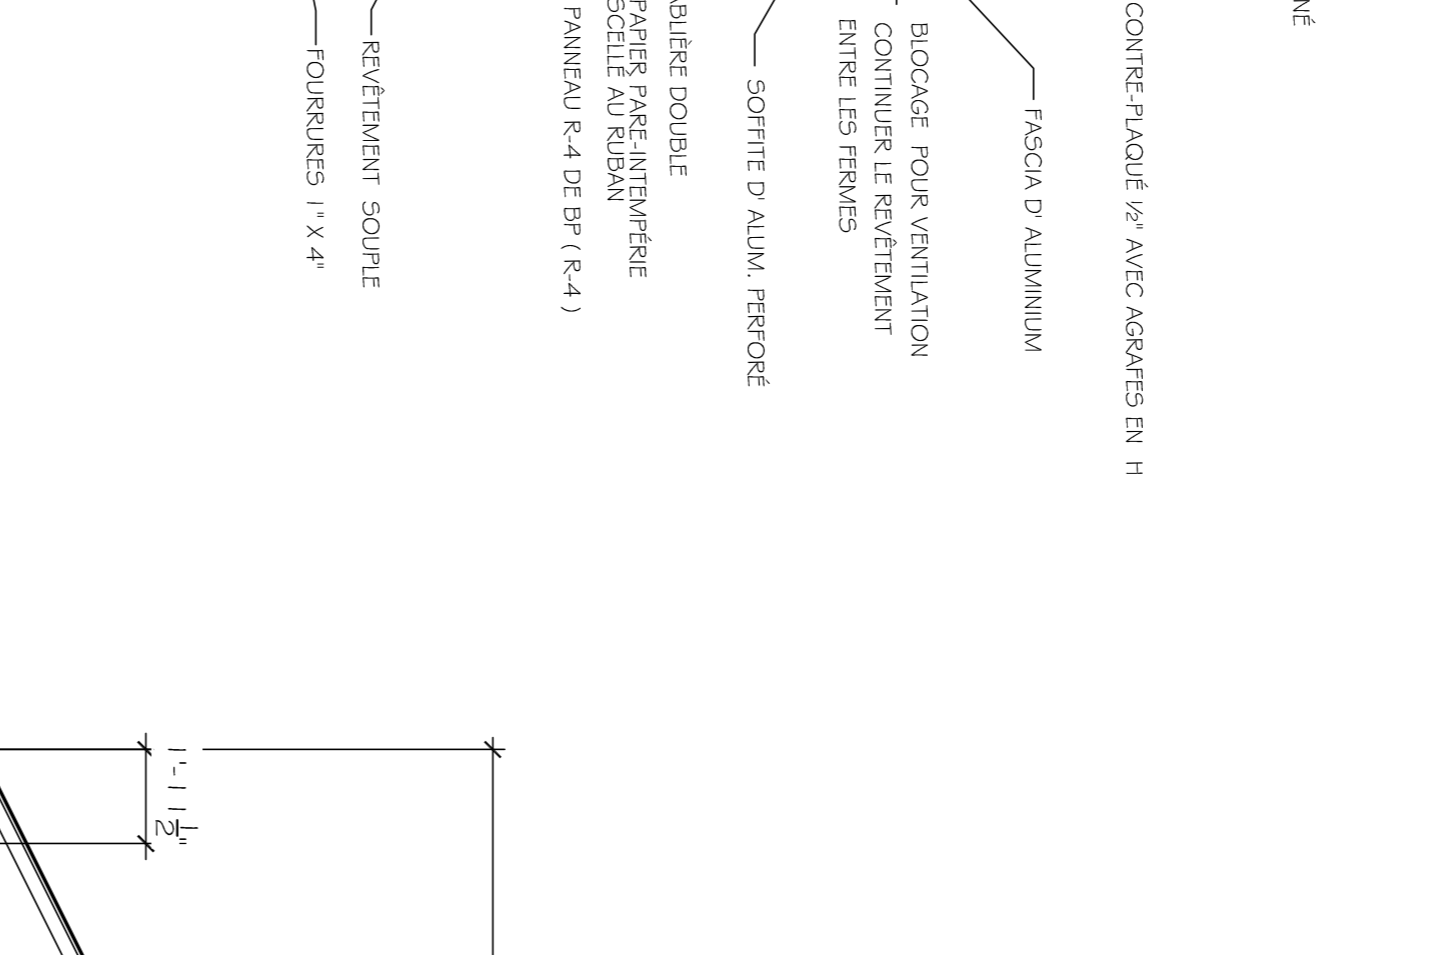 NÉ
CONTRE-PLAQUÉ ½" AVEC AGRAFES EN H
FASCIA D' ALUMINIUM
BLOCAGE POUR VENTILATION
CONTINUER LE REVÊTEMENT
ENTRE LES FERMES
SOFFITE D' ALUM. PERFORÉ
ABLIÈRE DOUBLE
PAPIER PARE-INTEMPÉRIE
SCELLÉ AU RUBAN
PANNEAU R-4 DE BP ( R-4 )
REVÊTEMENT SOUPLE
FOURRURES 1" X 4"
1'-11½"